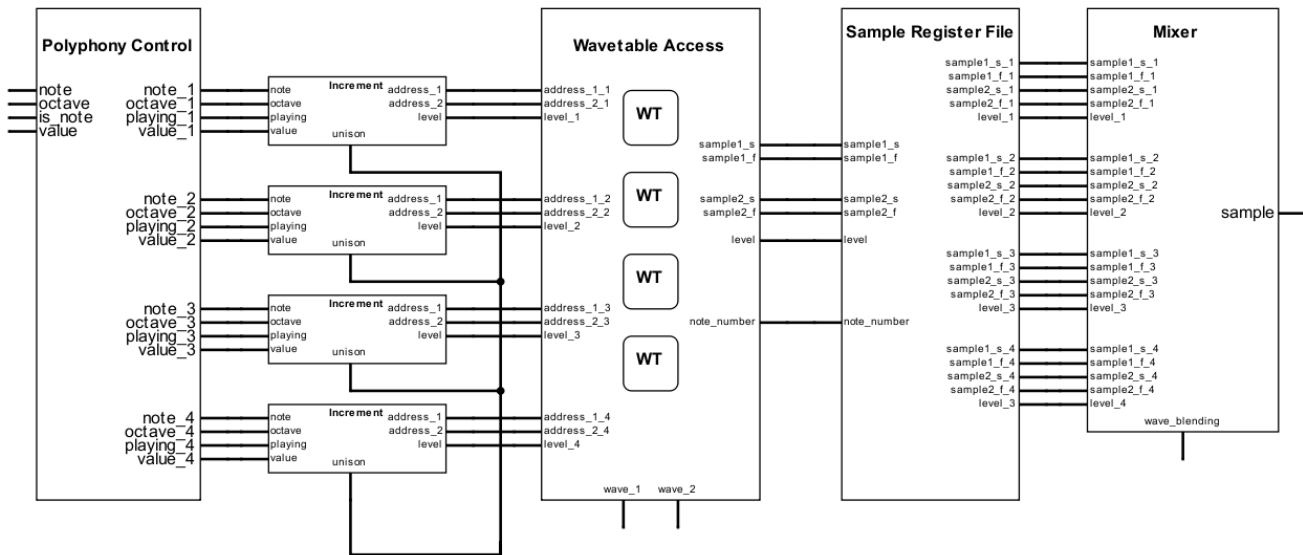 Polyphony Control
note
octave
is_note
value
note_1
octave_1
playing_1
value_1
note_2
octave_2
playing_2
value_2
note_3
octave_3
playing_3
value_3
note_4
octave_4
playing_4
value_4
Increment
note
octave
playing
value
address_1
address_2
level
unison
Increment
note
octave
playing
value
address_1
address_2
level
unison
Increment
note
octave
playing
value
address_1
address_2
level
unison
Increment
note
octave
playing
value
address_1
address_2
level
unison
Wavetable Access
address_1_1
address_2_1
level_1
address_1_2
address_2_2
level_2
address_1_3
address_2_3
level_3
address_1_4
address_2_4
level_4
WT
WT
WT
WT
sample1_s
sample1_f
sample2_s
sample2_f
level
note_number
wave_1 wave_2
Sample Register File
sample1_s
sample1_f
sample2_s
sample2_f
level
note_number
sample1_s_1
sample1_f_1
sample2_s_1
sample2_f_1
level_1
sample1_s_2
sample1_f_2
sample2_s_2
sample2_f_2
level_2
sample1_s_3
sample1_f_3
sample2_s_3
sample2_f_3
level_3
sample1_s_4
sample1_f_4
sample2_s_4
sample2_f_4
level_3
Mixer
sample1_s_1
sample1_f_1
sample2_s_1
sample2_f_1
level_1
sample1_s_2
sample1_f_2
sample2_s_2
sample2_f_2
level_2
sample1_s_3
sample1_f_3
sample2_s_3
sample2_f_3
level_3
sample1_s_4
sample1_f_4
sample2_s_4
sample2_f_4
level_4
sample
wave_blending